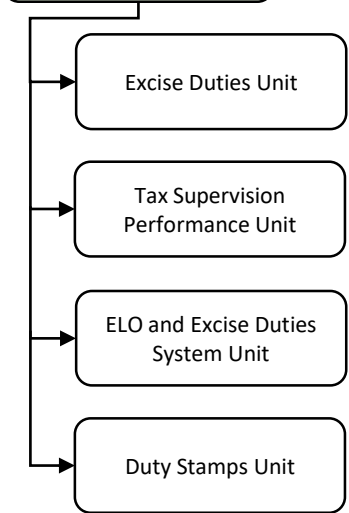 Excise Duties Unit
Tax Supervision
Performance Unit
ELO and Excise Duties
System Unit
Duty Stamps Unit